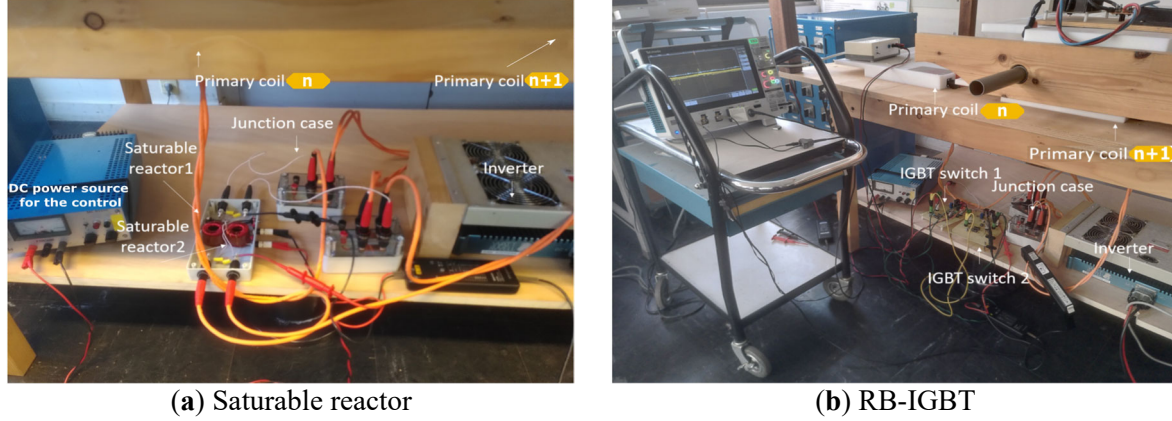 Primary coil n
Primary coil n+1
Junction case
Saturable
reactor1
Inverter
DC power source
for the control
Saturable
reactor2
(a) Saturable reactor
Primary coil n
Primary coil n+1
IGBT switch 1
Junction case
Inverter
IGBT switch 2
(b) RB-IGBT